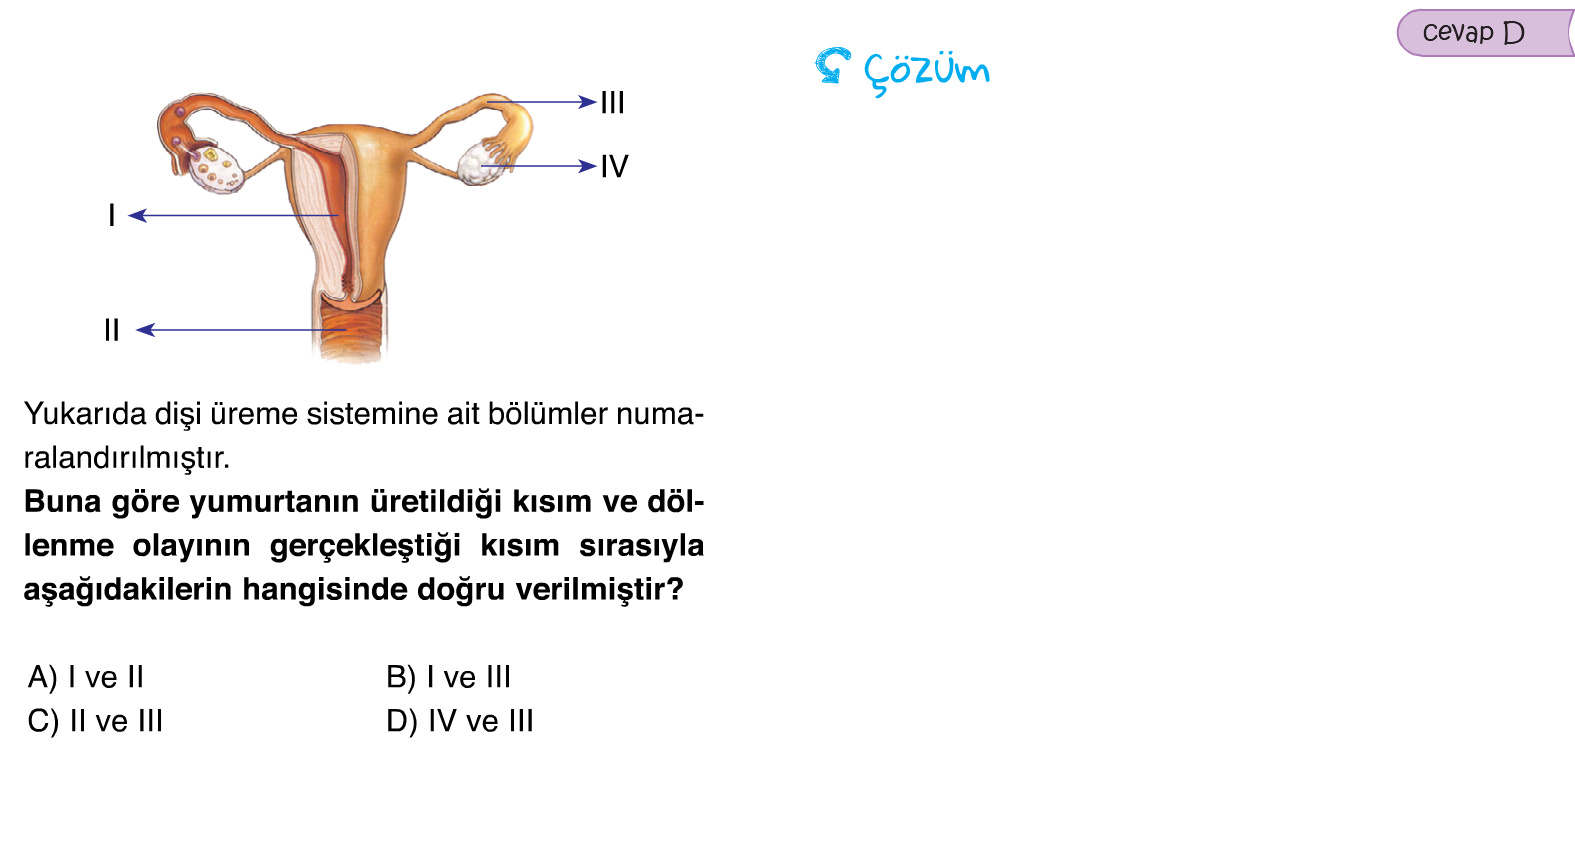 III
IV
I
II
Yukarıda dişi üreme sistemine ait bölümler numa-
ralandırılmıştır.
Buna göre yumurtanın üretildiği kısım ve döl-
lenme olayının gerçekleştiği kısım sırasıyla
aşağıdakilerin hangisinde doğru verilmiştir?
A) I ve II B) I ve III
C) II ve III D) IV ve III
Çözüm
cevap D